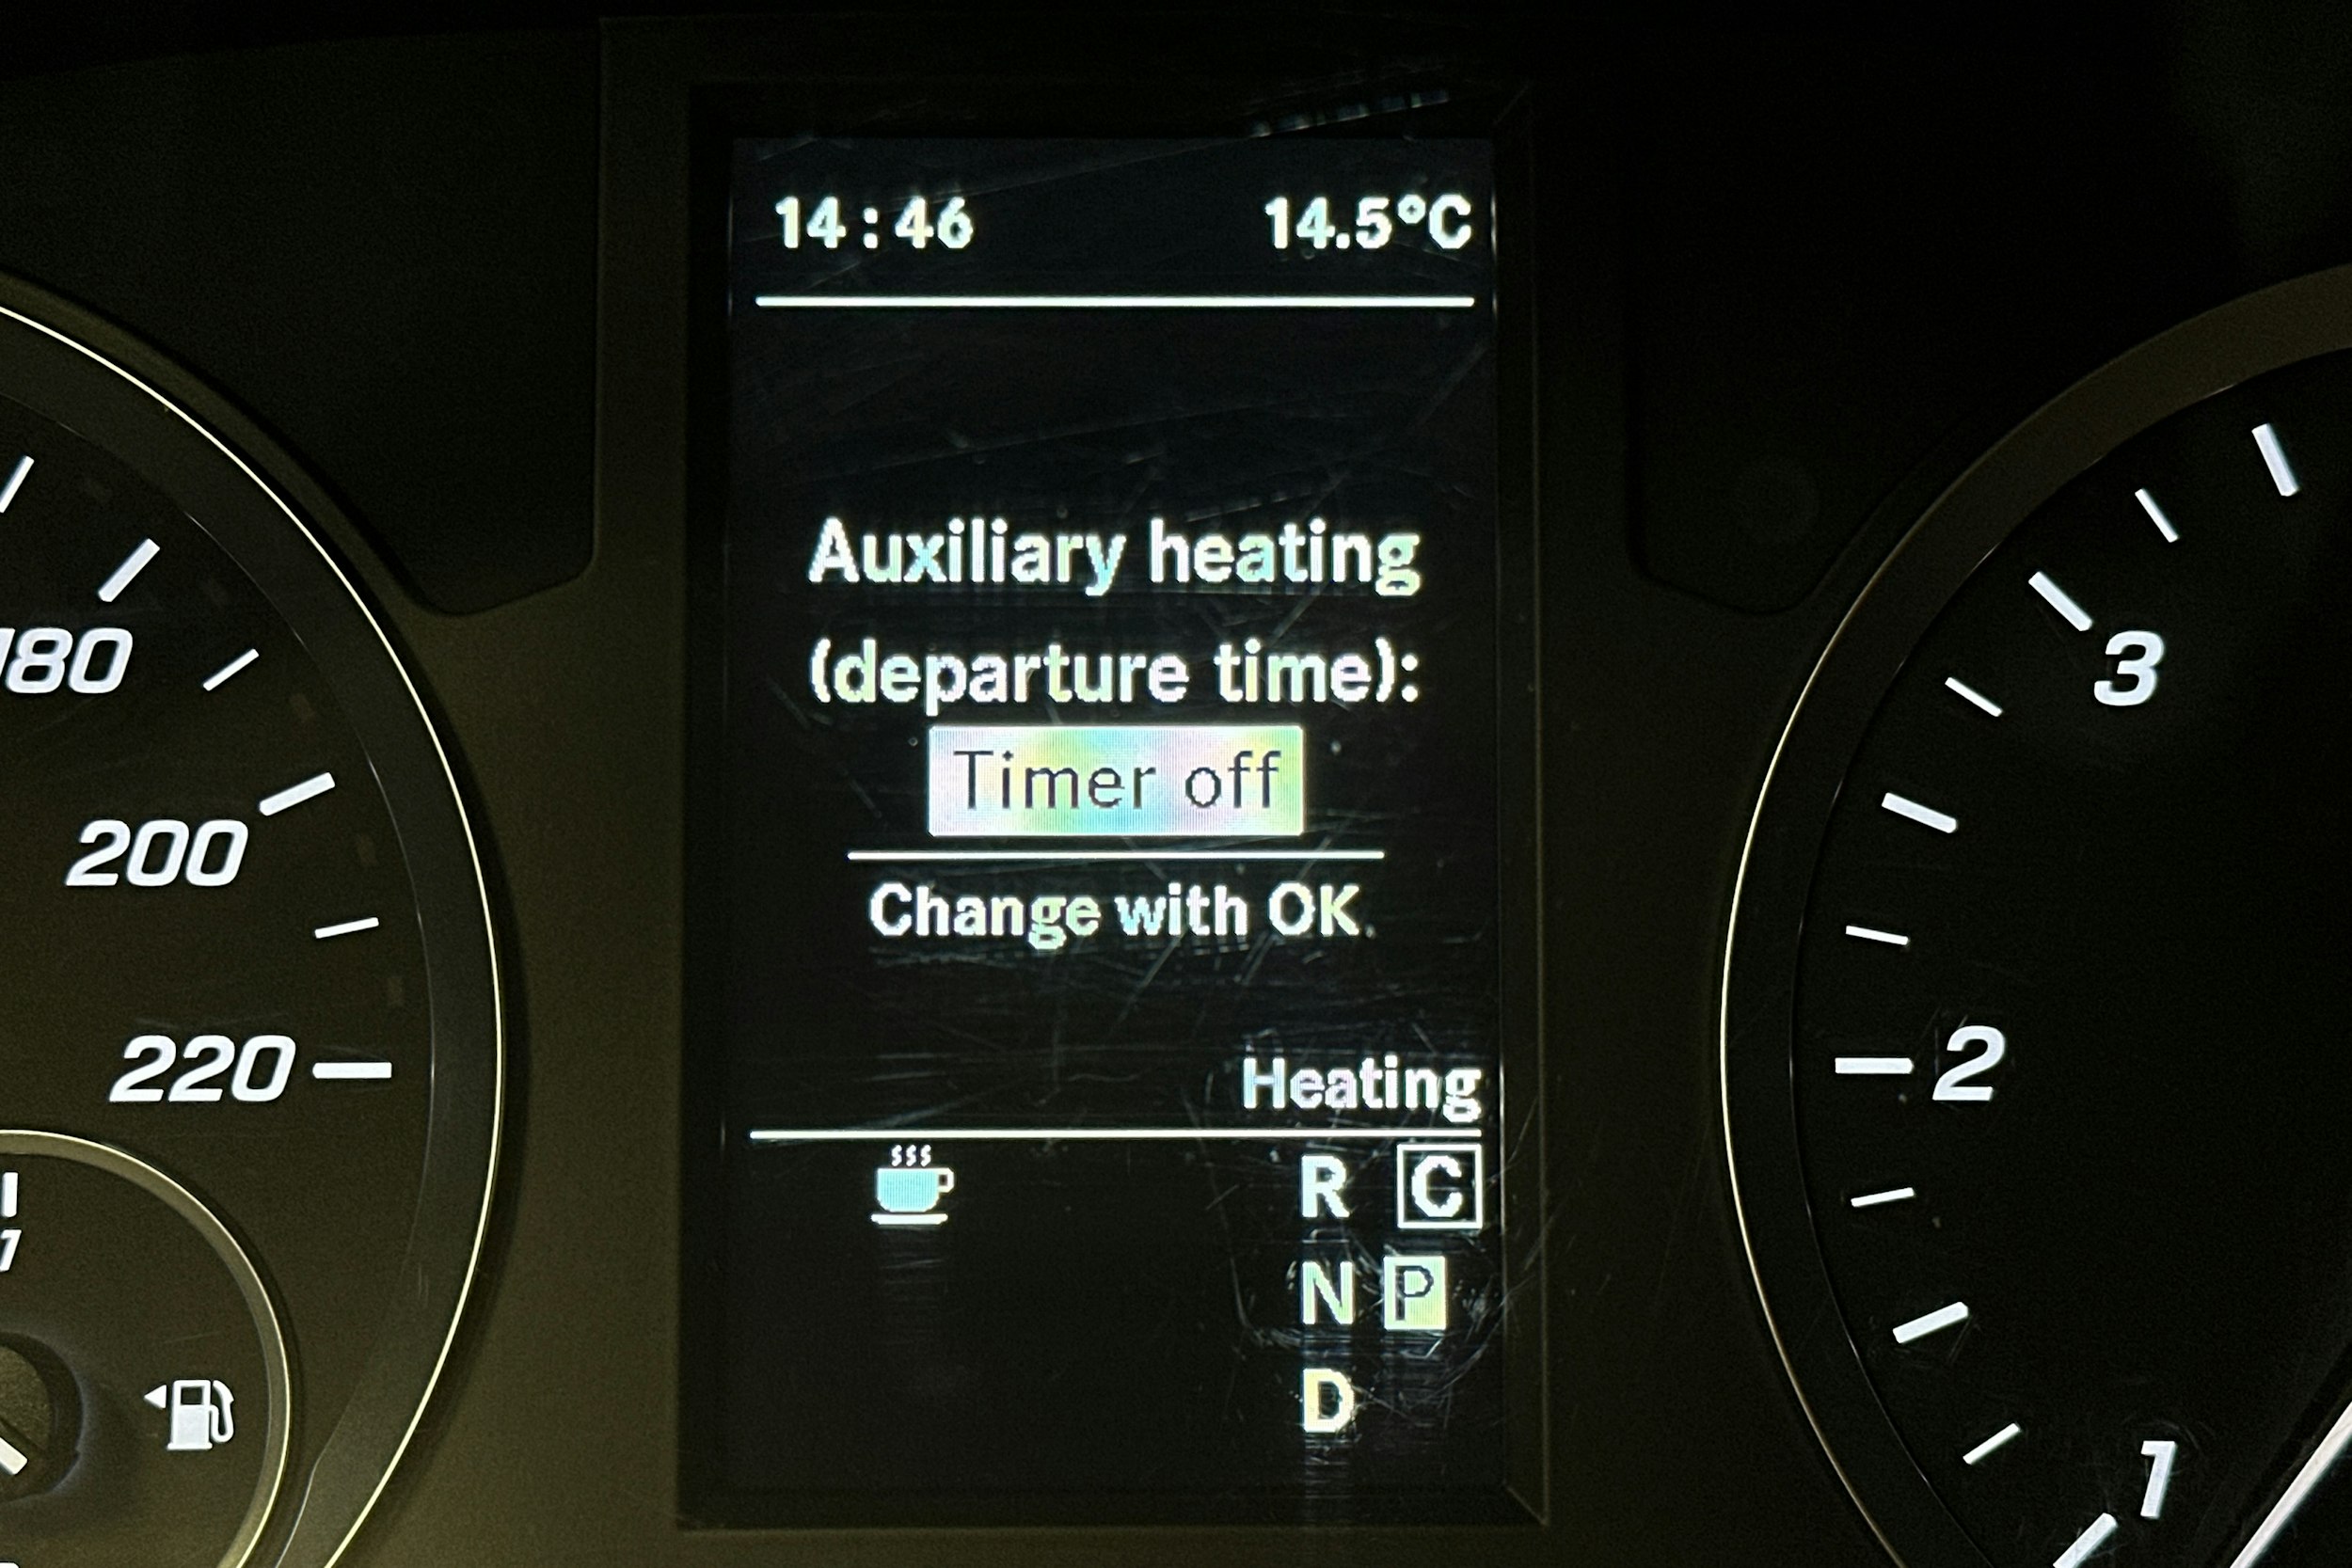 14:46 14.5°C
Auxiliary heating
(departure time):
Timer off
Change with OK
Heating
R C
N P
D
180
200
220
1
3
2
1